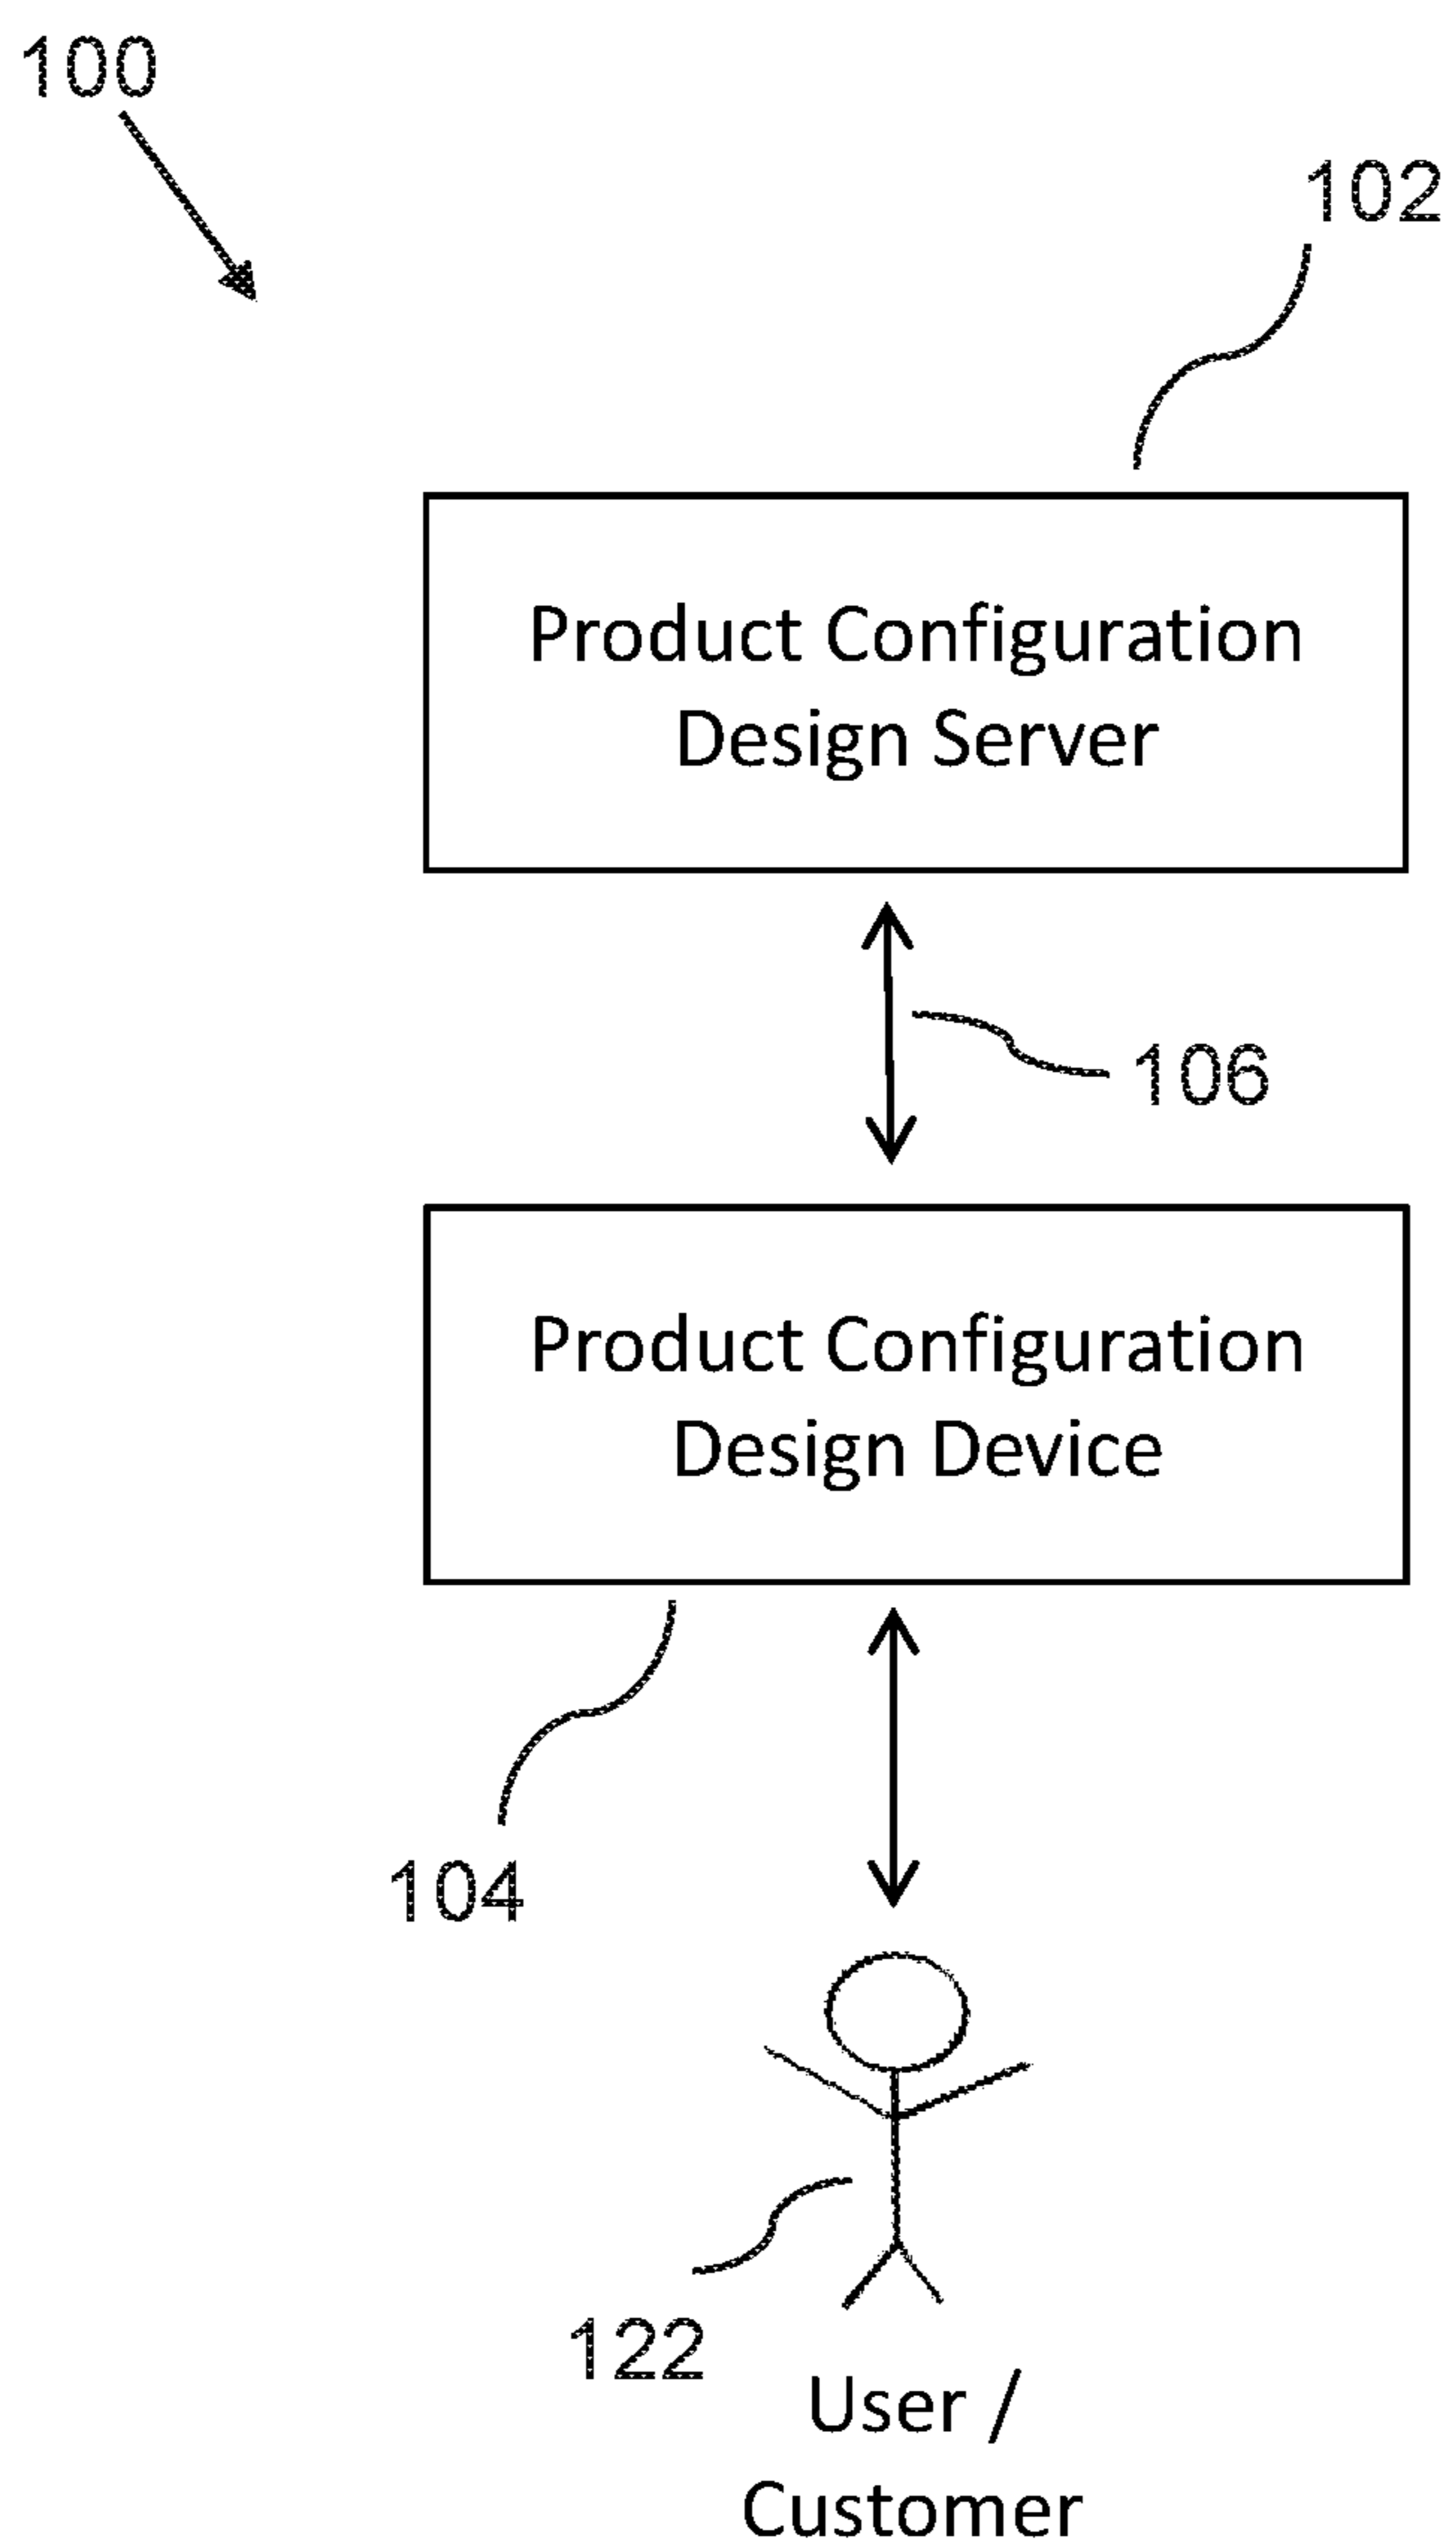 100
102
Product Configuration
Design Server
106
Product Configuration
Design Device
104
122
User /
Customer